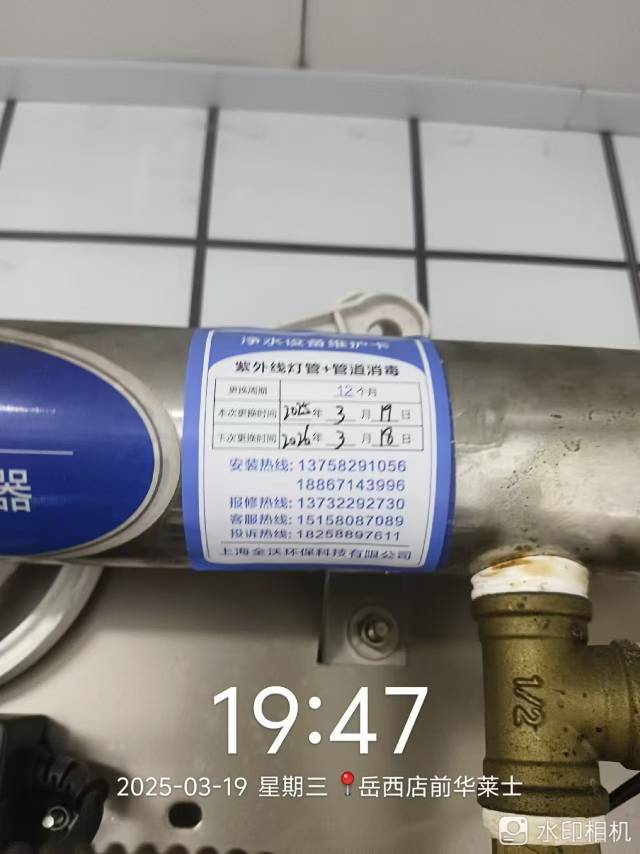 净水设备维护卡
紫外线灯管+管道消毒
更换周期 12个月
本次更换时间 2025年 3月 19日
下次更换时间 2026年 3月 18日
安装热线: 13758291056
18867143996
报修热线: 13732292730
客服热线: 15158087089
投诉热线: 18258897611
上海全沃环保科技有限公司
器
1/2
19:47
2025-03-19 星期三 岳西店前华莱士
水印相机